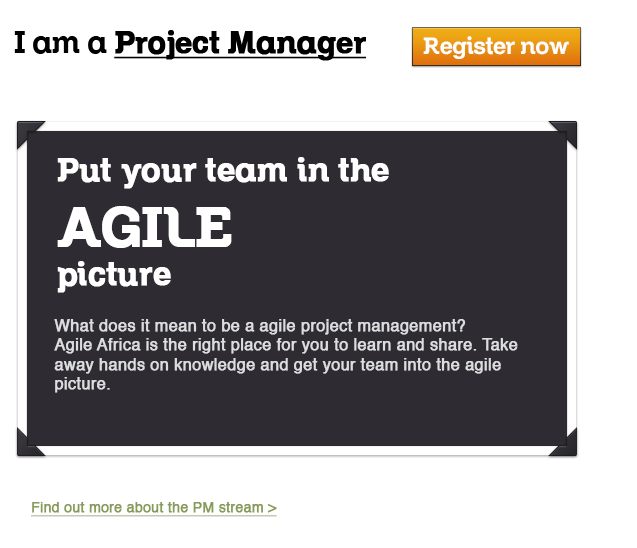 I am a Project Manager
Register now
Put your team in the
AGILE
picture
What does it mean to be a agile project management?
Agile Africa is the right place for you to learn and share. Take
away hands on knowledge and get your team into the agile
picture.
Find out more about the PM stream >